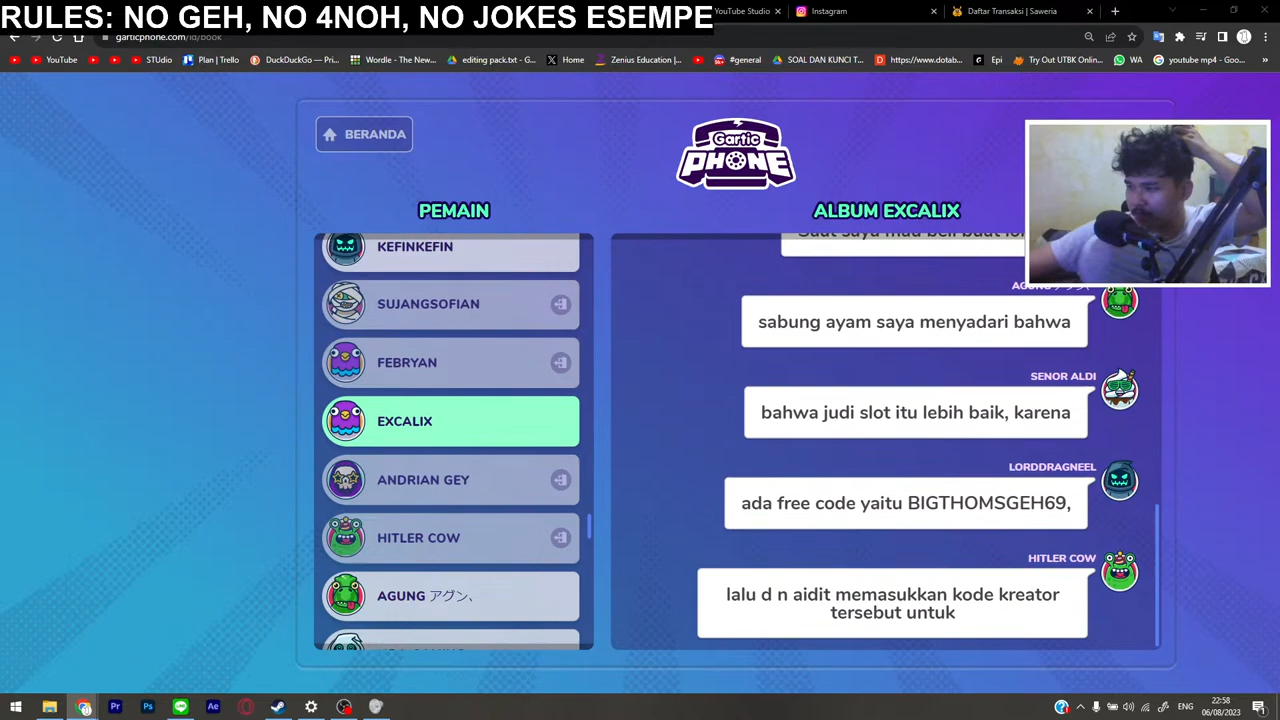 RULES: NO GEH, NO 4NOH, NO JOKES ESEMPE
YouTube Studio
Instagram
Daftar Transaksi | Saweria
garticphone.com/id/book
YouTube
STUdio
Plan | Trello
DuckDuckGo — Pri...
Wordle - The New...
editing pack.txt - G...
Home
Zenius Education |...
#general
SOAL DAN KUNCI T...
https://www.dotab...
Epi
Try Out UTBK Onlin...
WA
youtube mp4 - Goo...
BERANDA
Gartic
PHONE
PEMAIN
ALBUM EXCALIX
KEFINKEFIN
SUJANGSOFIAN
FEBRYAN
EXCALIX
ANDRIAN GEY
HITLER COW
AGUNG アグン、
sabung ayam saya menyadari bahwa
SENOR ALDI
bahwa judi slot itu lebih baik, karena
LORDDRAGNEEL
ada free code yaitu BIGTHOMSGEH69,
HITLER COW
lalu d n aidit memasukkan kode kreator
tersebut untuk
22:58
06/08/2023